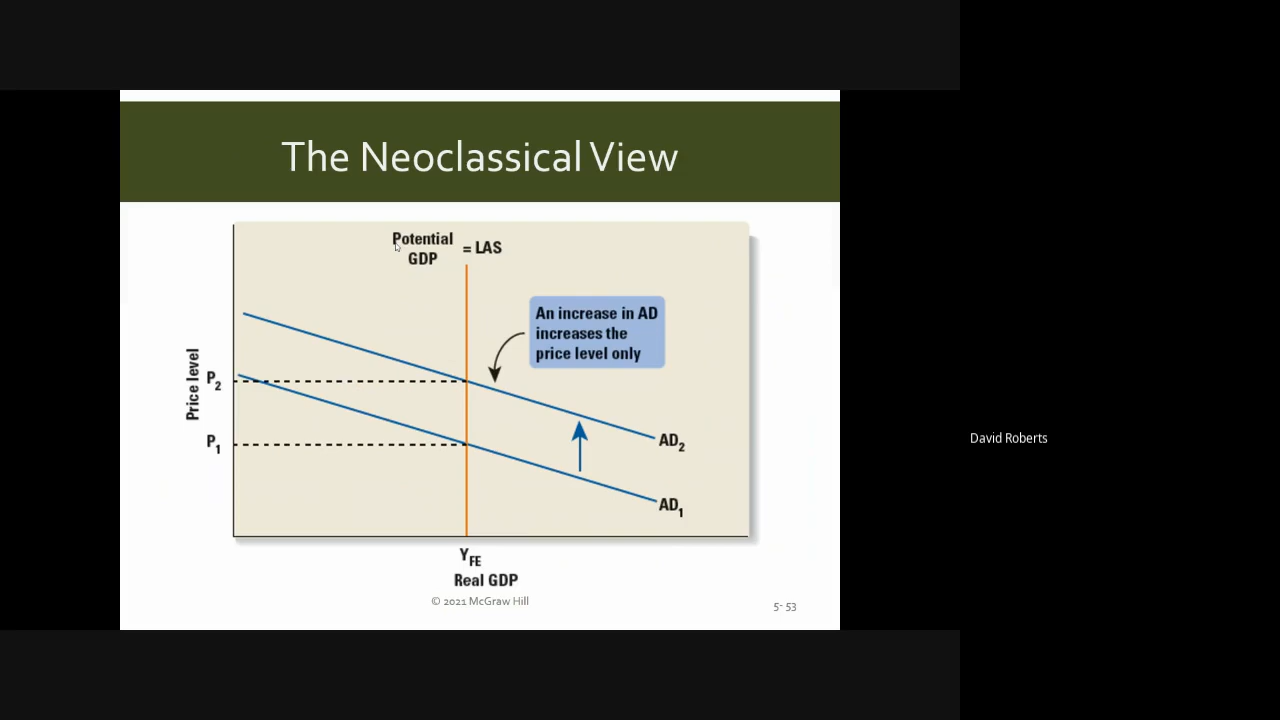 The Neoclassical View
Potential
GDP
= LAS
An increase in AD
increases the
price level only
Price level
P2
P1
AD2
AD1
YFE
Real GDP
© 2021 McGraw Hill
5- 53
David Roberts